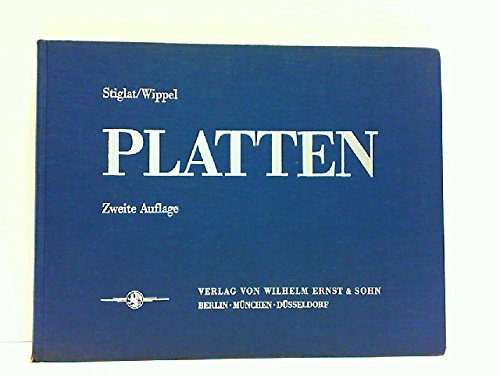 Stiglat/Wippel
PLATTEN
Zweite Auflage
VERLAG VON WILHELM ERNST & SOHN
BERLIN · MÜNCHEN · DÜSSELDORF